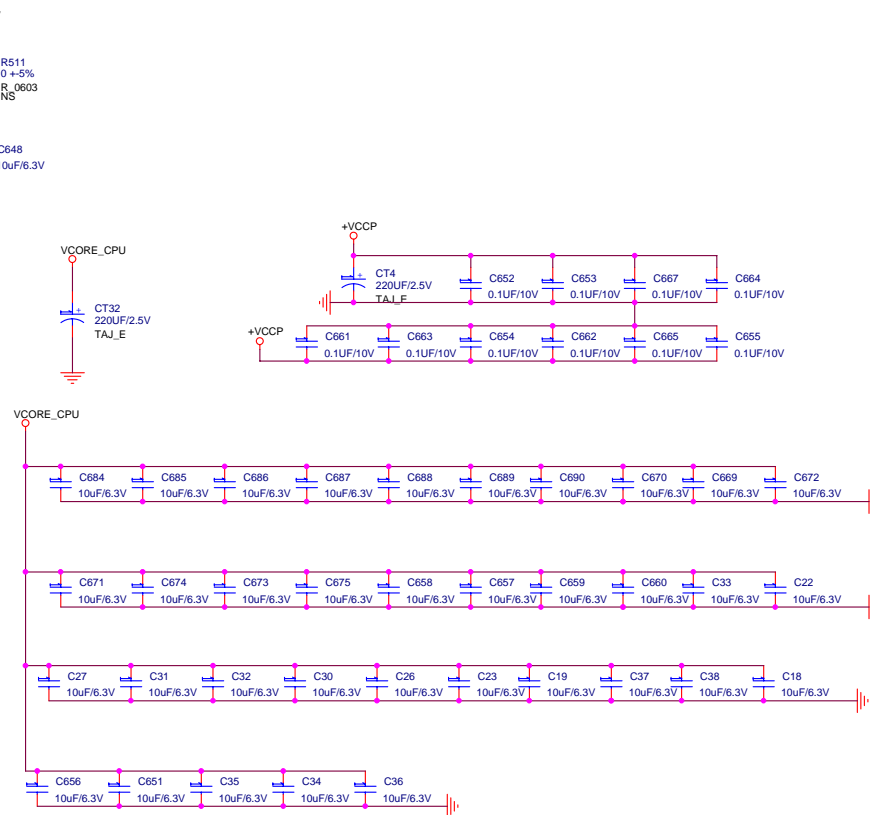 R511
0 +-5%
R_0603
NS
C648
0uF/6.3V
+VCCP
VCORE_CPU
CT4
220UF/2.5V
TAJ_E
C652
0.1UF/10V
C653
0.1UF/10V
C667
0.1UF/10V
C664
0.1UF/10V
CT32
220UF/2.5V
TAJ_E
+VCCP
C661
0.1UF/10V
C663
0.1UF/10V
C654
0.1UF/10V
C662
0.1UF/10V
C665
0.1UF/10V
C655
0.1UF/10V
VCORE_CPU
C684
10uF/6.3V
C685
10uF/6.3V
C686
10uF/6.3V
C687
10uF/6.3V
C688
10uF/6.3V
C689
10uF/6.3V
C690
10uF/6.3V
C670
10uF/6.3V
C669
10uF/6.3V
C672
10uF/6.3V
C671
10uF/6.3V
C674
10uF/6.3V
C673
10uF/6.3V
C675
10uF/6.3V
C658
10uF/6.3V
C657
10uF/6.3V
C659
10uF/6.3V
C660
10uF/6.3V
C33
10uF/6.3V
C22
10uF/6.3V
C27
10uF/6.3V
C31
10uF/6.3V
C32
10uF/6.3V
C30
10uF/6.3V
C26
10uF/6.3V
C23
10uF/6.3V
C19
10uF/6.3V
C37
10uF/6.3V
C38
10uF/6.3V
C18
10uF/6.3V
C656
10uF/6.3V
C651
10uF/6.3V
C35
10uF/6.3V
C34
10uF/6.3V
C36
10uF/6.3V